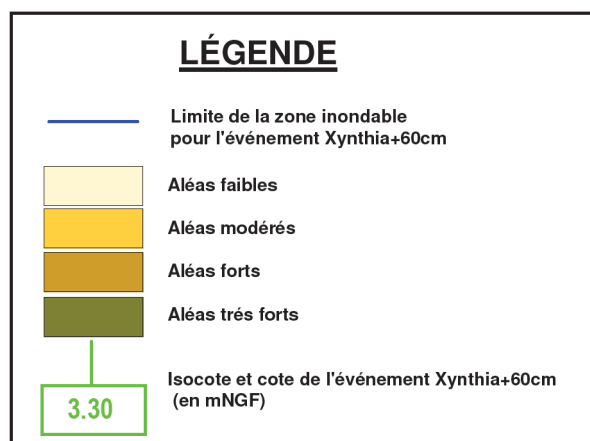 LÉGENDE
Limite de la zone inondable
pour l'événement Xynthia+60cm
Aléas faibles
Aléas modérés
Aléas forts
Aléas trés forts
Isocote et cote de l'événement Xynthia+60cm
(en mNGF)
3.30